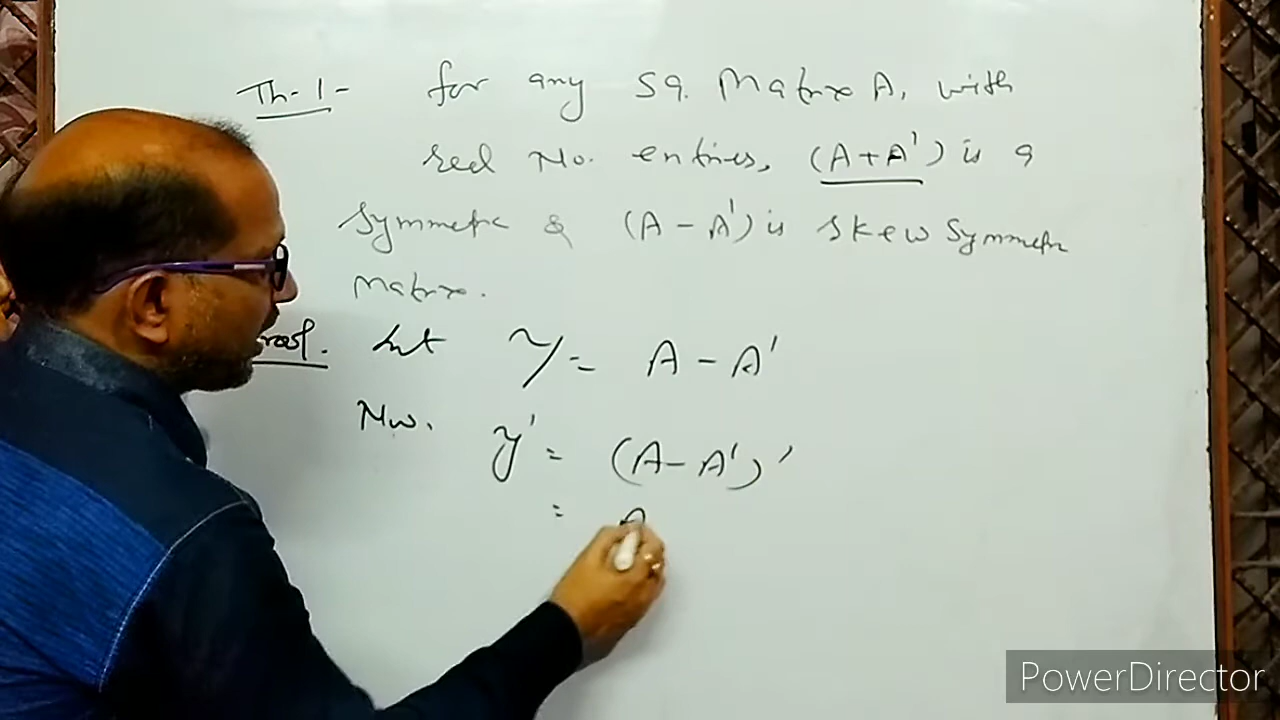 Th-1- for any Sq. Matrix A, with
real No. entries, (A+A') is a
Symmetric & (A-A') is skew Symmetric
Matrix.
roof. Let Y = A - A'
Now. y' = (A-A')'
= A
PowerDirector